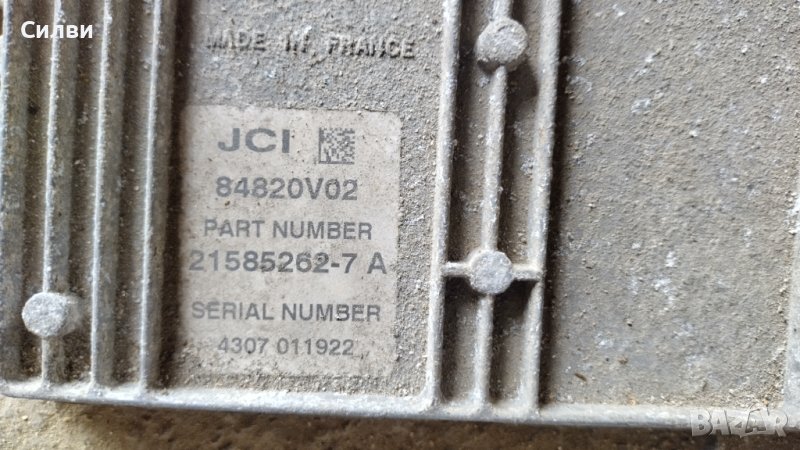 Силви
MADE IN FRANCE
JCI
84820V02
PART NUMBER
21585262-7 A
SERIAL NUMBER
4307 011922
BAZAR